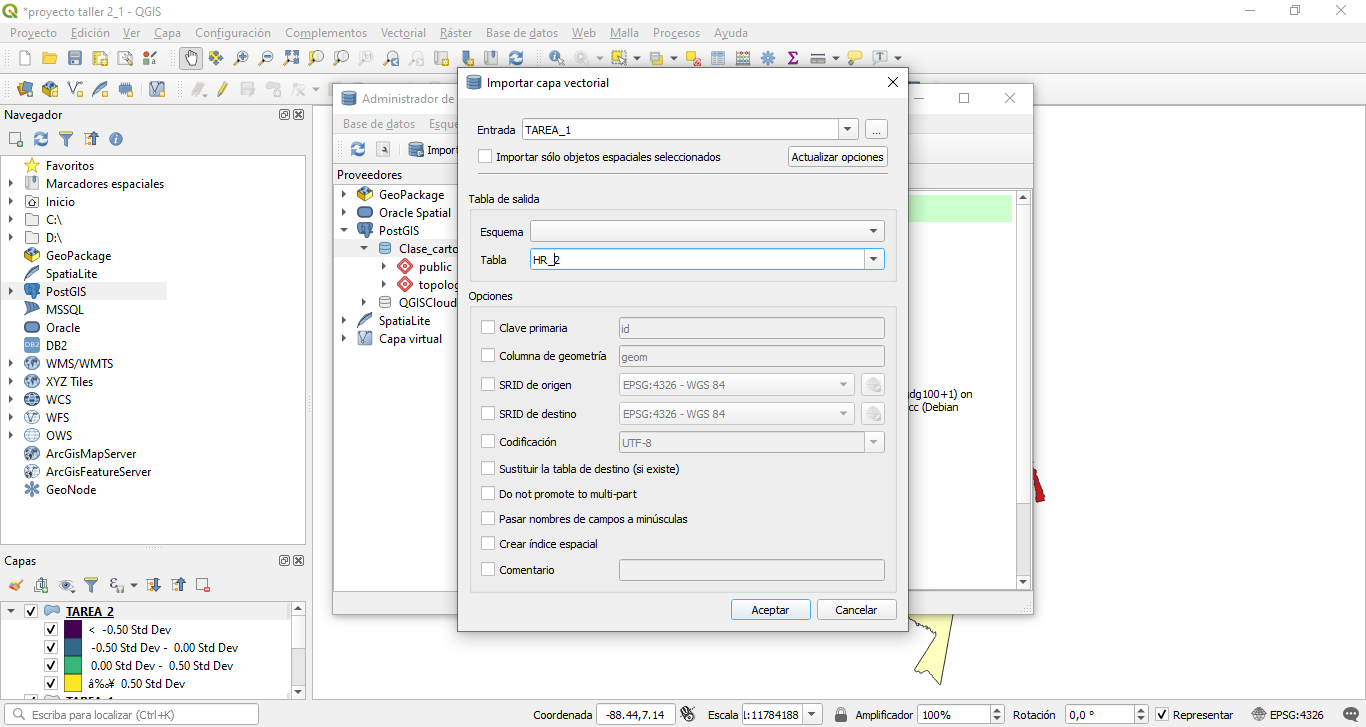 *proyecto taller 2_1 - QGIS
Proyecto Edición Ver Capa Configuración Complementos Vectorial Ráster Base de datos Web Malla Procesos Ayuda
Navegador
Favoritos
Marcadores espaciales
Inicio
C:\
D:\
GeoPackage
SpatiaLite
PostGIS
MSSQL
Oracle
DB2
DB2
WMS/WMTS
XYZ Tiles
WCS
WFS
OWS
ArcGisMapServer
ArcGisFeatureServer
GeoNode
Capas
TAREA_2
< -0.50 Std Dev
-0.50 Std Dev - 0.00 Std Dev
0.00 Std Dev - 0.50 Std Dev
â‰¥ 0.50 Std Dev
TAREA_1
Administrador de
Base de datos Esque
Import
Proveedores
GeoPackage
Oracle Spatial
PostGIS
Clase_carto
public
topolog
QGISCloud
SpatiaLite
Capa virtual
dg100+1) on
cc (Debian
Importar capa vectorial
Entrada TAREA_1 ...
Importar sólo objetos espaciales seleccionados Actualizar opciones
Tabla de salida
Esquema
Tabla HR_2
Opciones
Clave primaria id
Columna de geometría geom
SRID de origen EPSG:4326 - WGS 84
SRID de destino EPSG:4326 - WGS 84
Codificación UTF-8
Sustituir la tabla de destino (si existe)
Do not promote to multi-part
Pasar nombres de campos a minúsculas
Crear índice espacial
Comentario
Aceptar Cancelar
Escriba para localizar (Ctrl+K) Coordenada -88.44,7.14 Escala 1:11784188 Amplificador 100% Rotación 0,0 ° Representar EPSG:4326